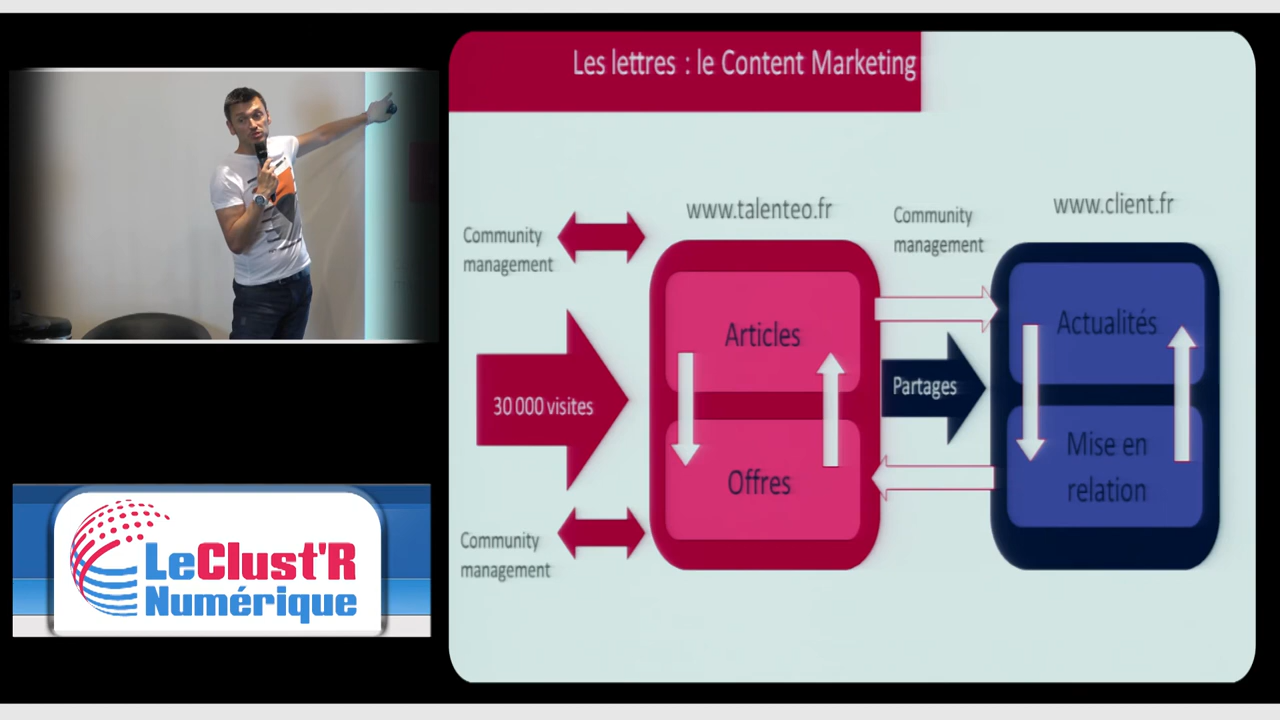 Les lettres : le Content Marketing
www.talenteo.fr
www.client.fr
Community
management
Community
management
30 000 visites
Articles
Offres
Partages
Actualités
Mise en
relation
Community
management
LeClust'R
Numérique